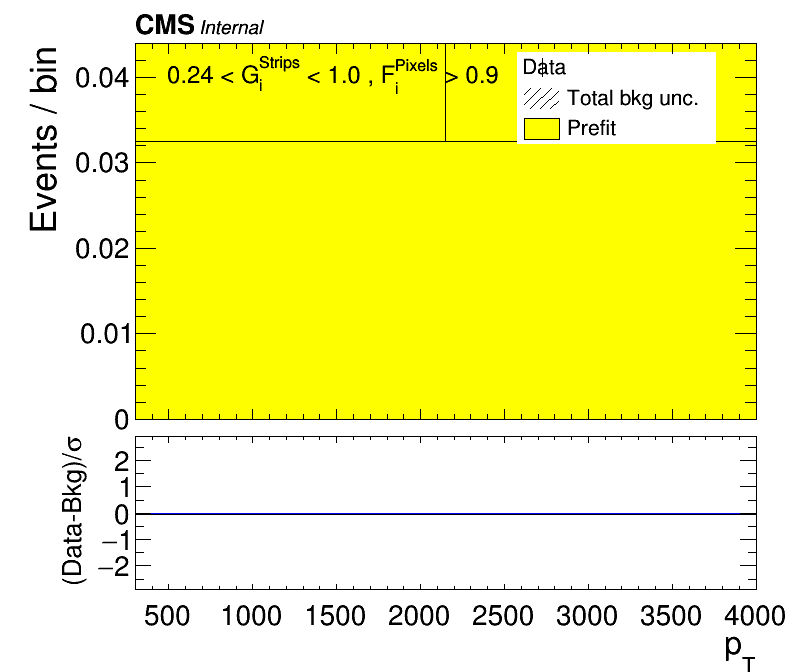 CMS Internal
Events / bin
0.04
0.03
0.02
0.01
0
0.24 < G_i^Strips < 1.0 , F_i^Pixels > 0.9
Data
Total bkg unc.
Prefit
(Data-Bkg)/σ
2
1
0
−1
−2
500 1000 1500 2000 2500 3000 3500 4000
p_T